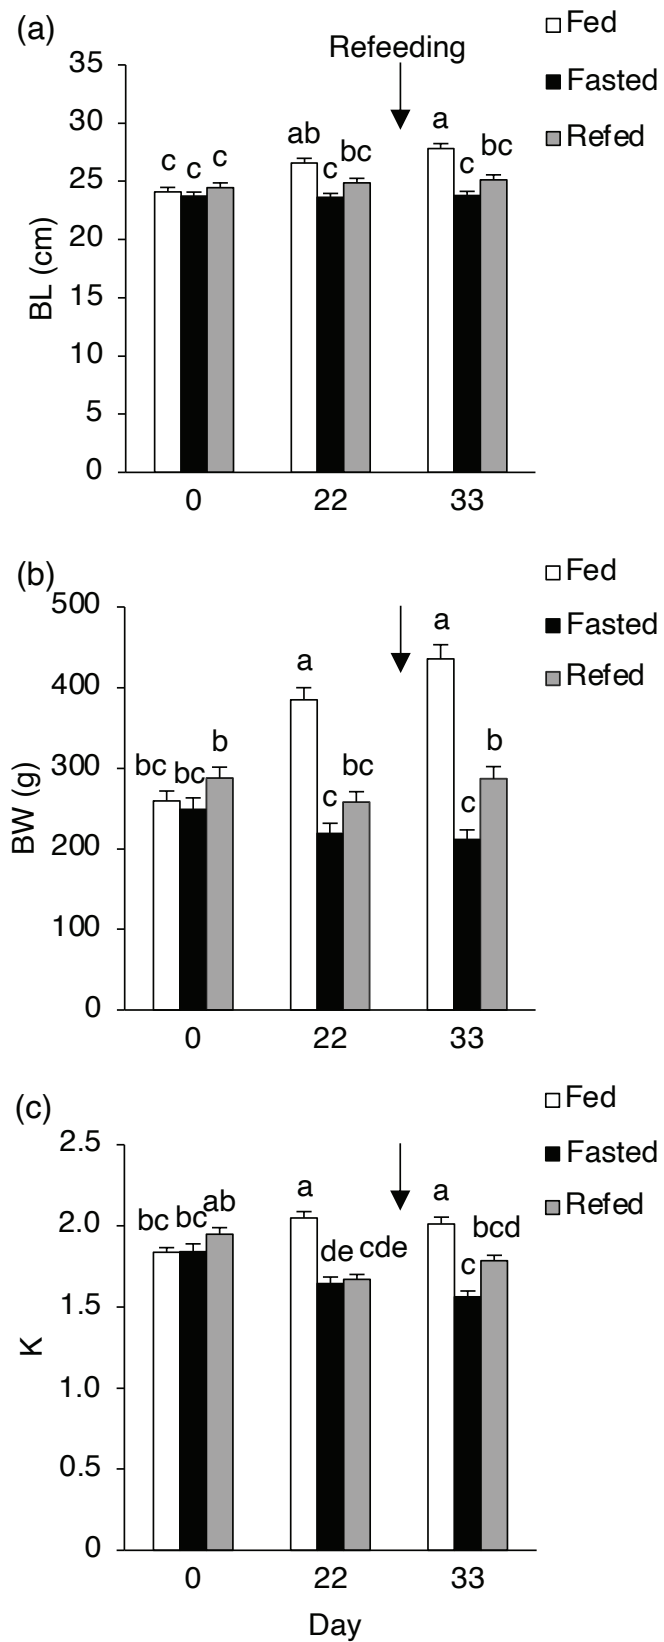 (a)
Refeeding
Fed
Fasted
Refed
BL (cm)
35
30
25
20
15
10
5
0
c c c
ab c bc
a c bc
0 22 33
(b)
Fed
Fasted
Refed
BW (g)
500
400
300
200
100
0
bc bc b
a c bc
a c b
0 22 33
(c)
Fed
Fasted
Refed
K
2.5
2.0
1.5
1.0
0.5
0
bc bc ab
a de cde
a c bcd
0 22 33
Day